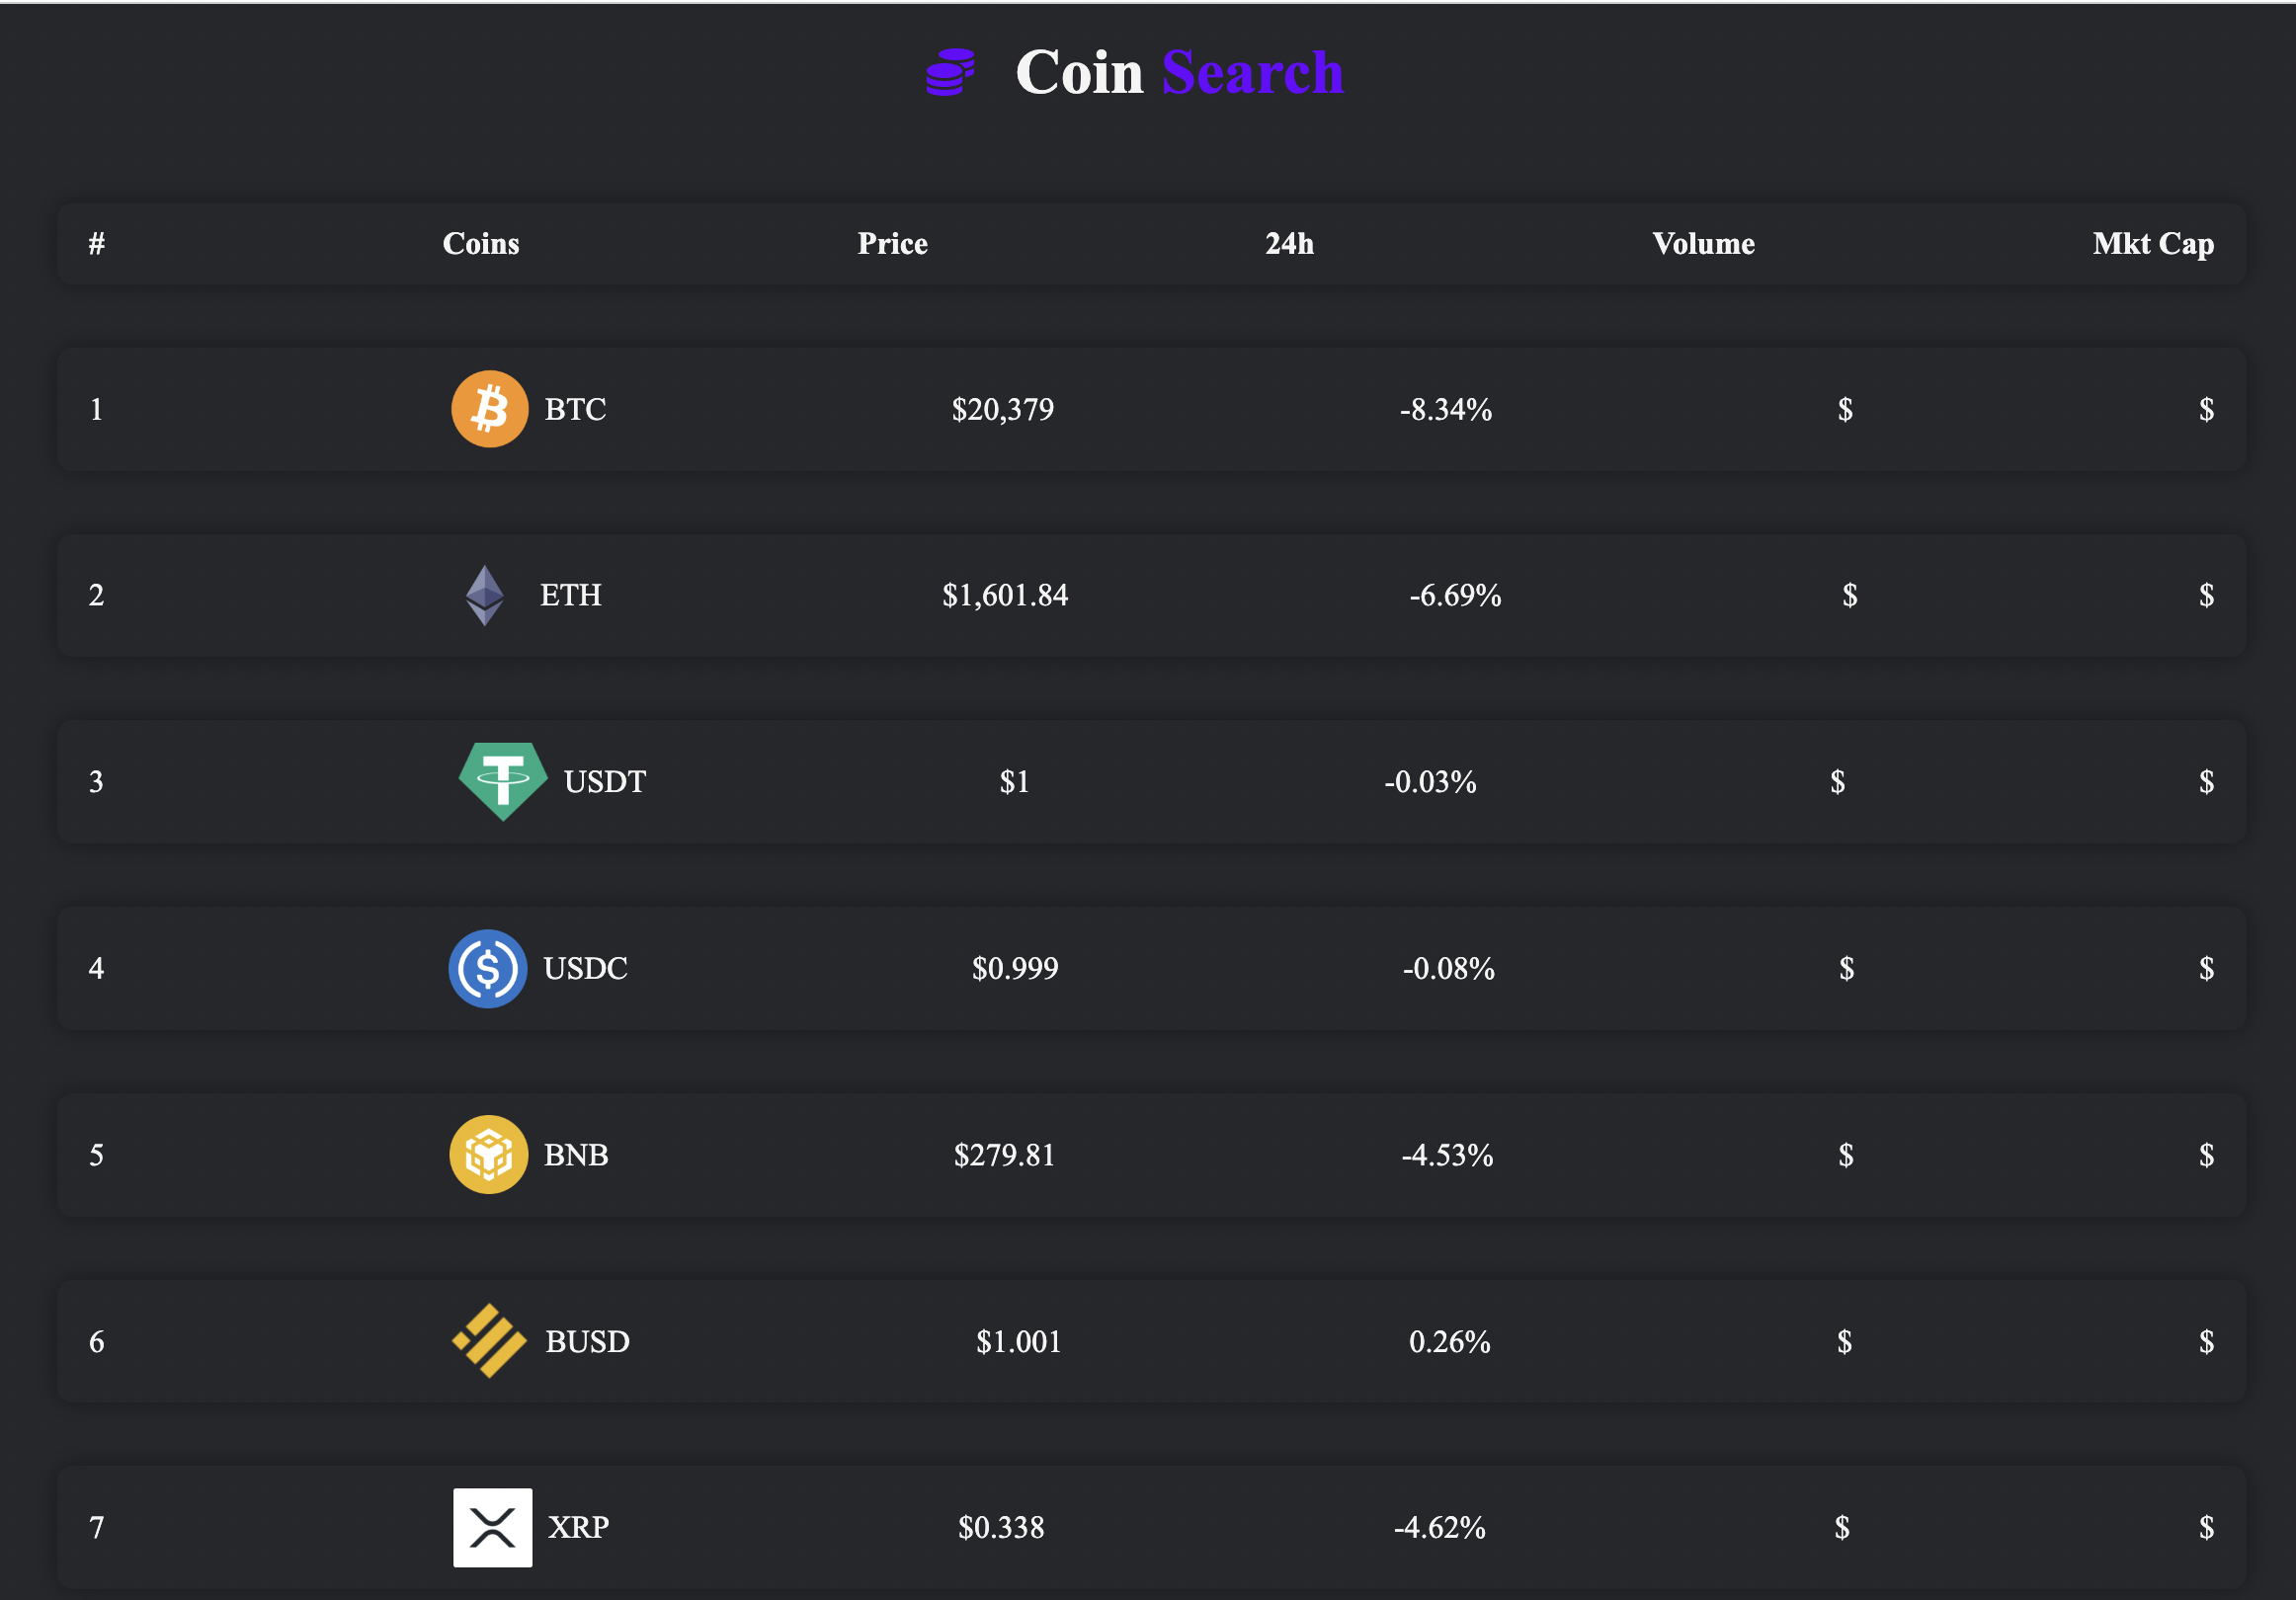 Coin Search
# Coins Price 24h Volume Mkt Cap
1 BTC $20,379 -8.34% $ $
2 ETH $1,601.84 -6.69% $ $
3 USDT $1 -0.03% $ $
4 USDC $0.999 -0.08% $ $
5 BNB $279.81 -4.53% $ $
6 BUSD $1.001 0.26% $ $
7 XRP $0.338 -4.62% $ $